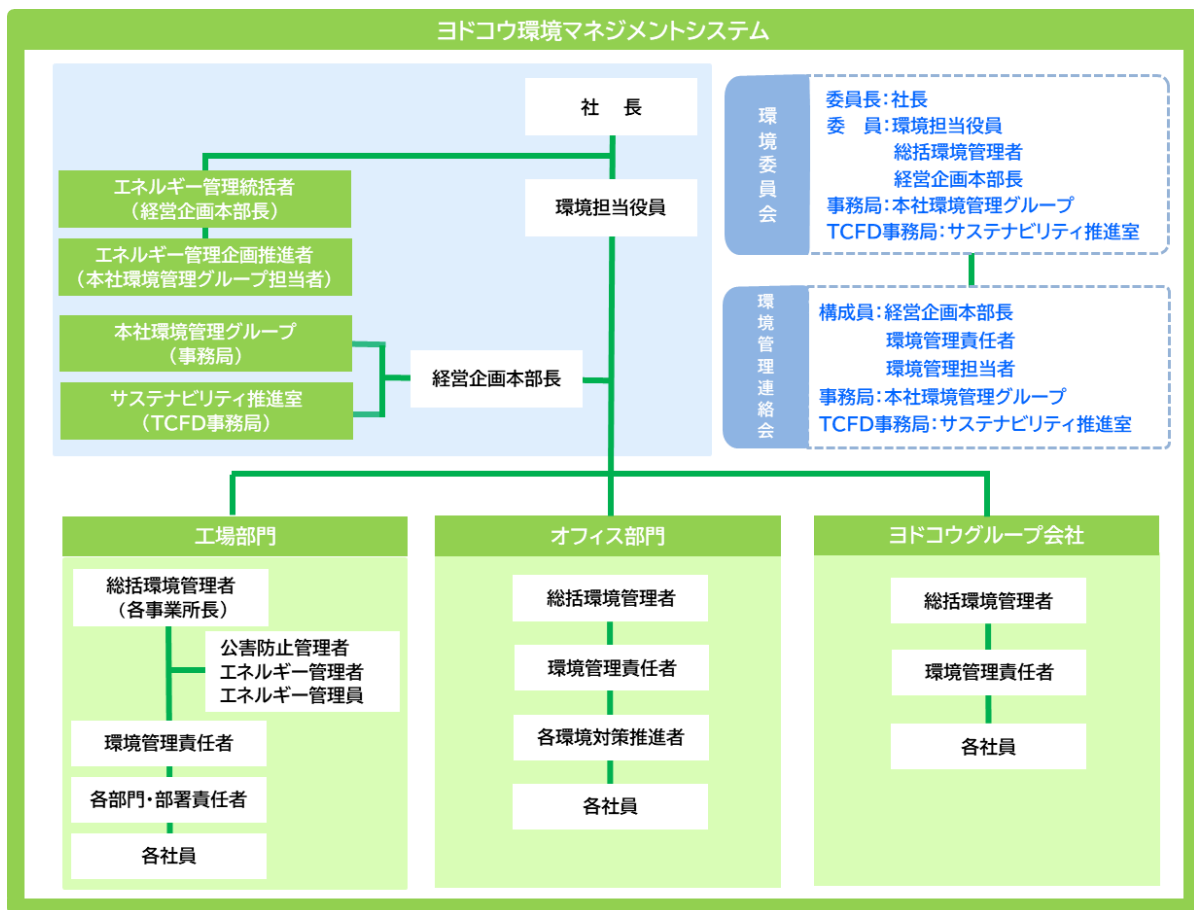 ヨドコウ環境マネジメントシステム
社　長
環境担当役員
エネルギー管理統括者
（経営企画本部長）
エネルギー管理企画推進者
（本社環境管理グループ担当者）
本社環境管理グループ
（事務局）
サステナビリティ推進室
（TCFD事務局）
経営企画本部長
環境委員会
委員長：社長
委　員：環境担当役員
総括環境管理者
経営企画本部長
事務局：本社環境管理グループ
TCFD事務局：サステナビリティ推進室
環境管理連絡会
構成員：経営企画本部長
環境管理責任者
環境管理担当者
事務局：本社環境管理グループ
TCFD事務局：サステナビリティ推進室
工場部門
総括環境管理者
（各事業所長）
公害防止管理者
エネルギー管理者
エネルギー管理員
環境管理責任者
各部門・部署責任者
各社員
オフィス部門
総括環境管理者
環境管理責任者
各環境対策推進者
各社員
ヨドコウグループ会社
総括環境管理者
環境管理責任者
各社員